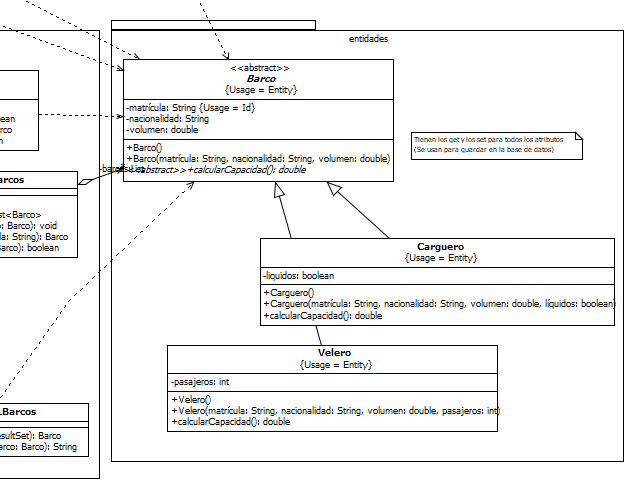 entidades
<<abstract>>
Barco
{Usage = Entity}
-matrícula: String {Usage = Id}
-nacionalidad: String
-volumen: double
+Barco()
+Barco(matrícula: String, nacionalidad: String, volumen: double)
<<abstract>>+calcularCapacidad(): double
Tienen los get y los set para todos los atributos
(Se usan para guardar en la base de datos)
Carguero
{Usage = Entity}
-liquidos: boolean
+Carguero()
+Carguero(matrícula: String, nacionalidad: String, volumen: double, líquidos: boolean)
+calcularCapacidad(): double
Velero
{Usage = Entity}
-pasajeros: int
+Velero()
+Velero(matrícula: String, nacionalidad: String, volumen: double, pasajeros: int)
+calcularCapacidad(): double
ean
rco
n
arcos
st<Barco>
o: Barco): void
la: String): Barco
Barco): boolean
.Barcos
esultSet): Barco
arco: Barco): String